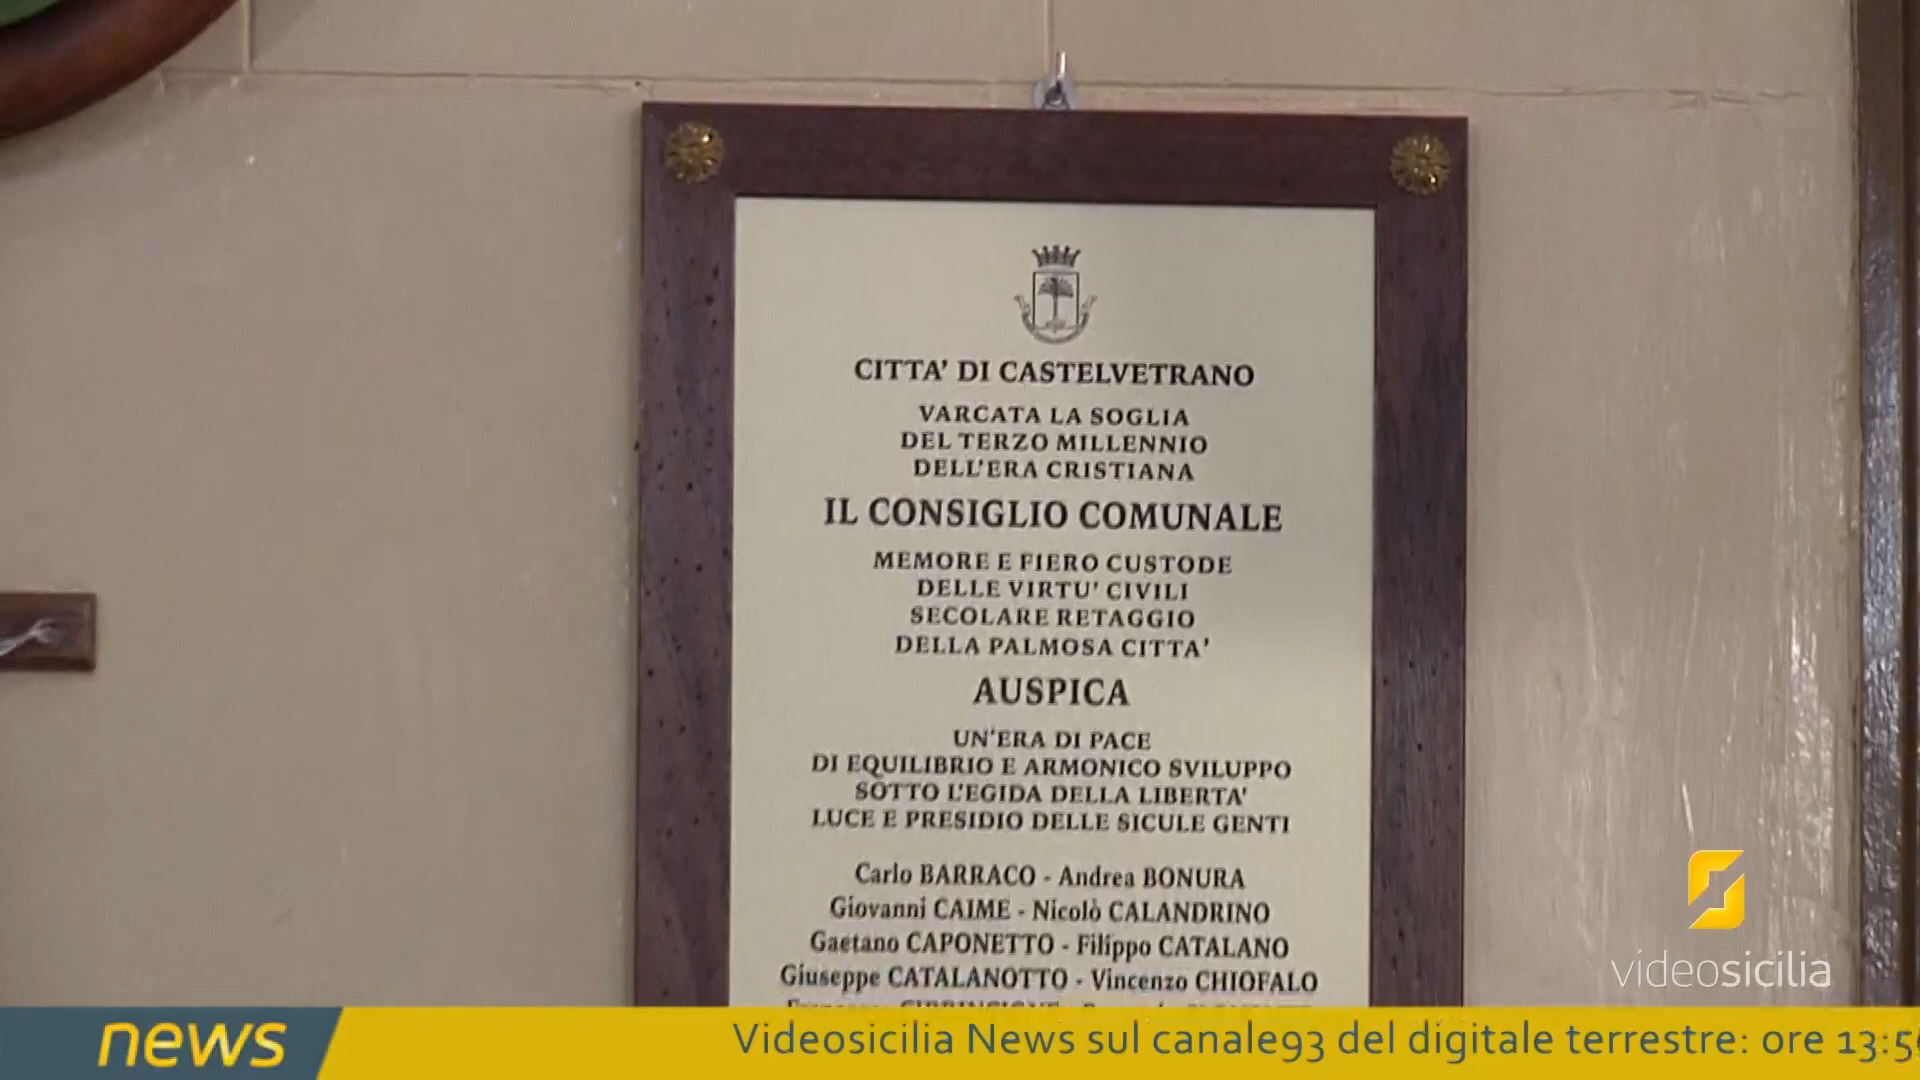 CITTA' DI CASTELVETRANO
VARCATA LA SOGLIA
DEL TERZO MILLENNIO
DELL'ERA CRISTIANA
IL CONSIGLIO COMUNALE
MEMORE E FIERO CUSTODE
DELLE VIRTU' CIVILI
SECOLARE RETAGGIO
DELLA PALMOSA CITTA'
AUSPICA
UN'ERA DI PACE
DI EQUILIBRIO E ARMONICO SVILUPPO
SOTTO L'EGIDA DELLA LIBERTA'
LUCE E PRESIDIO DELLE SICULE GENTI
Carlo BARRACO - Andrea BONURA
Giovanni CAIME - Nicolò CALANDRINO
Gaetano CAPONETTO - Filippo CATALANO
Giuseppe CATALANOTTO - Vincenzo CHIOFALO
videosicilia
news
Videosicilia News sul canale93 del digitale terrestre: ore